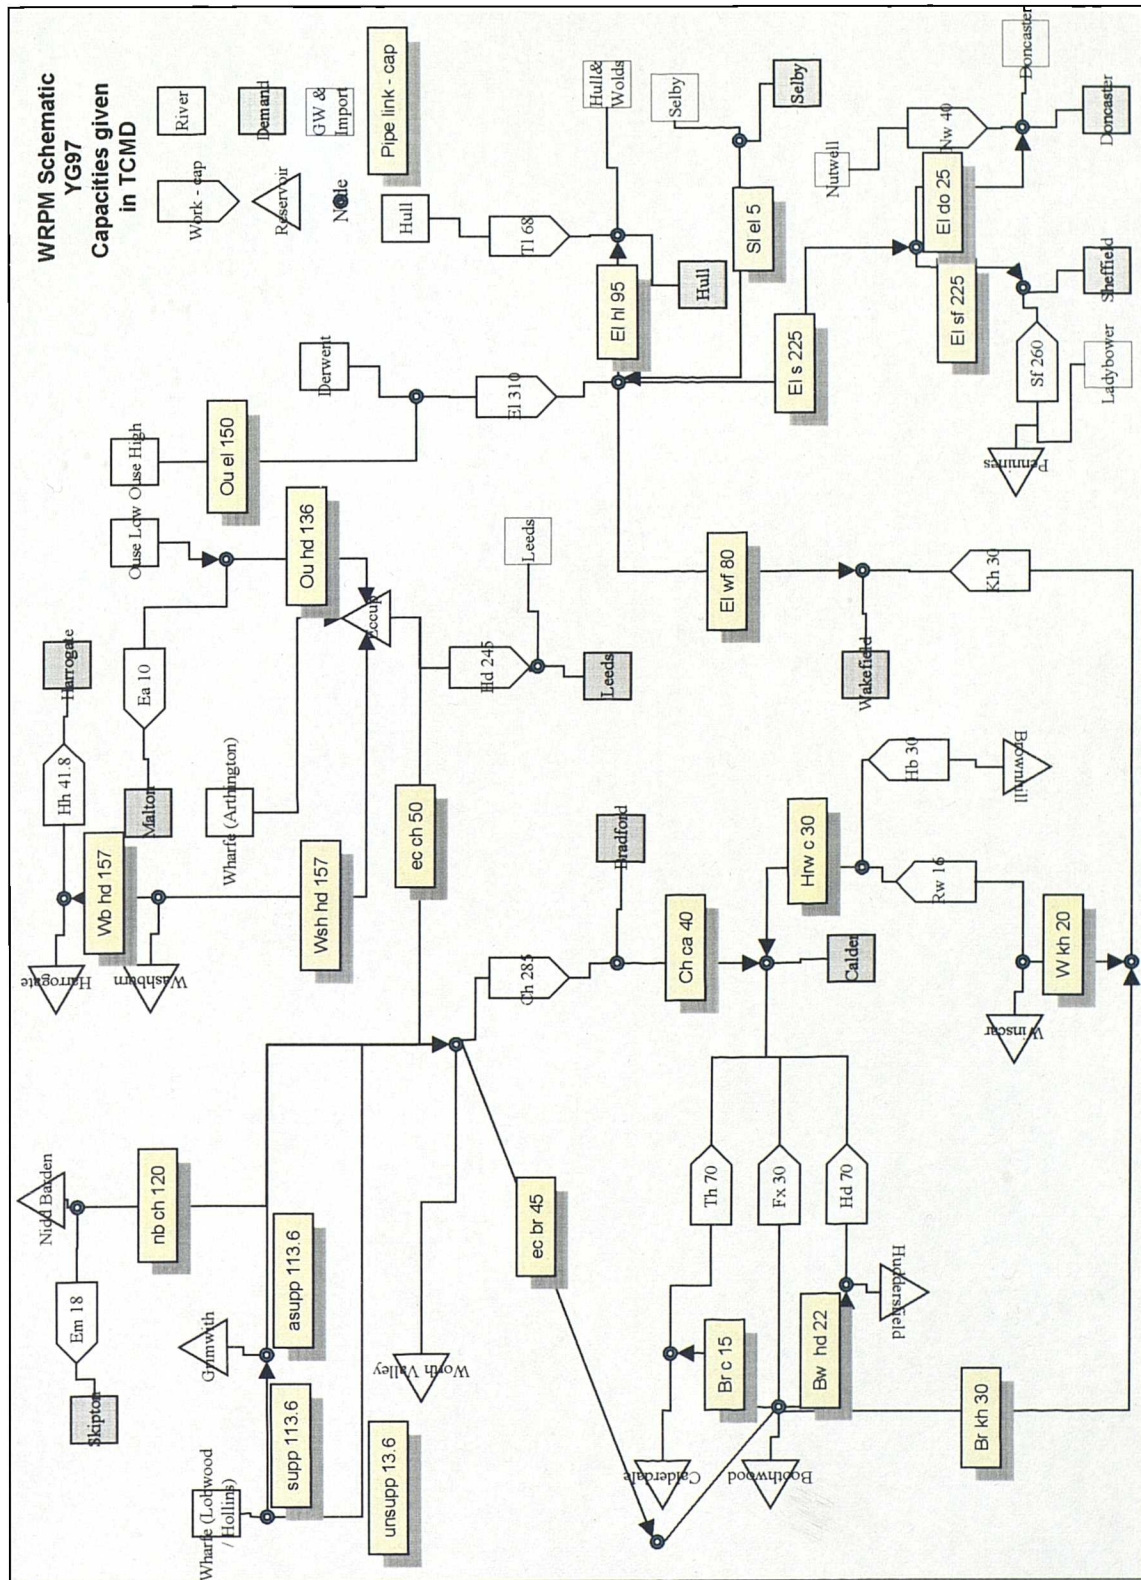 WRPM Schematic
YG97
Capacities given
in TCMD
River
Demand
GW &
Import
Pipe link - cap
Work - cap
Reservoir
Node
Hull
Hull&
Wolds
Selby
Selby
Doncaster
Nutwell
Nw 40
Doncaster
Tl 68
Sl el 5
El do 25
El hl 95
Hull
El s 225
El sf 225
Sheffield
Sf 260
Ladybower
Pennines
Derwent
El 310
Ouse High
Ou el 150
Ouse Low
Ou hd 136
Eccup
Leeds
Hd 245
Leeds
El wf 80
Kh 30
Wakefield
Harrogate
Hh 41.8
Ea 10
Malton
Wharfe (Arthington)
Wb hd 157
Wsh hd 157
ec ch 50
Harrogate
Washburn
Bradford
Ch 285
Ch ca 40
Calder
Hrw c 30
Hb 30
Brownhill
Rw 16
W kh 20
Winscar
Nidd Barden
nb ch 120
Em 18
Skipton
Grimwith
asupp 113.6
supp 113.6
unsupp 13.6
Wharfe (Lobwood
/ Hollins)
Worth Valley
ec br 45
Th 70
Fx 30
Hd 70
Huddersfield
Br c 15
Bw hd 22
Calderdale
Boothwood
Br kh 30